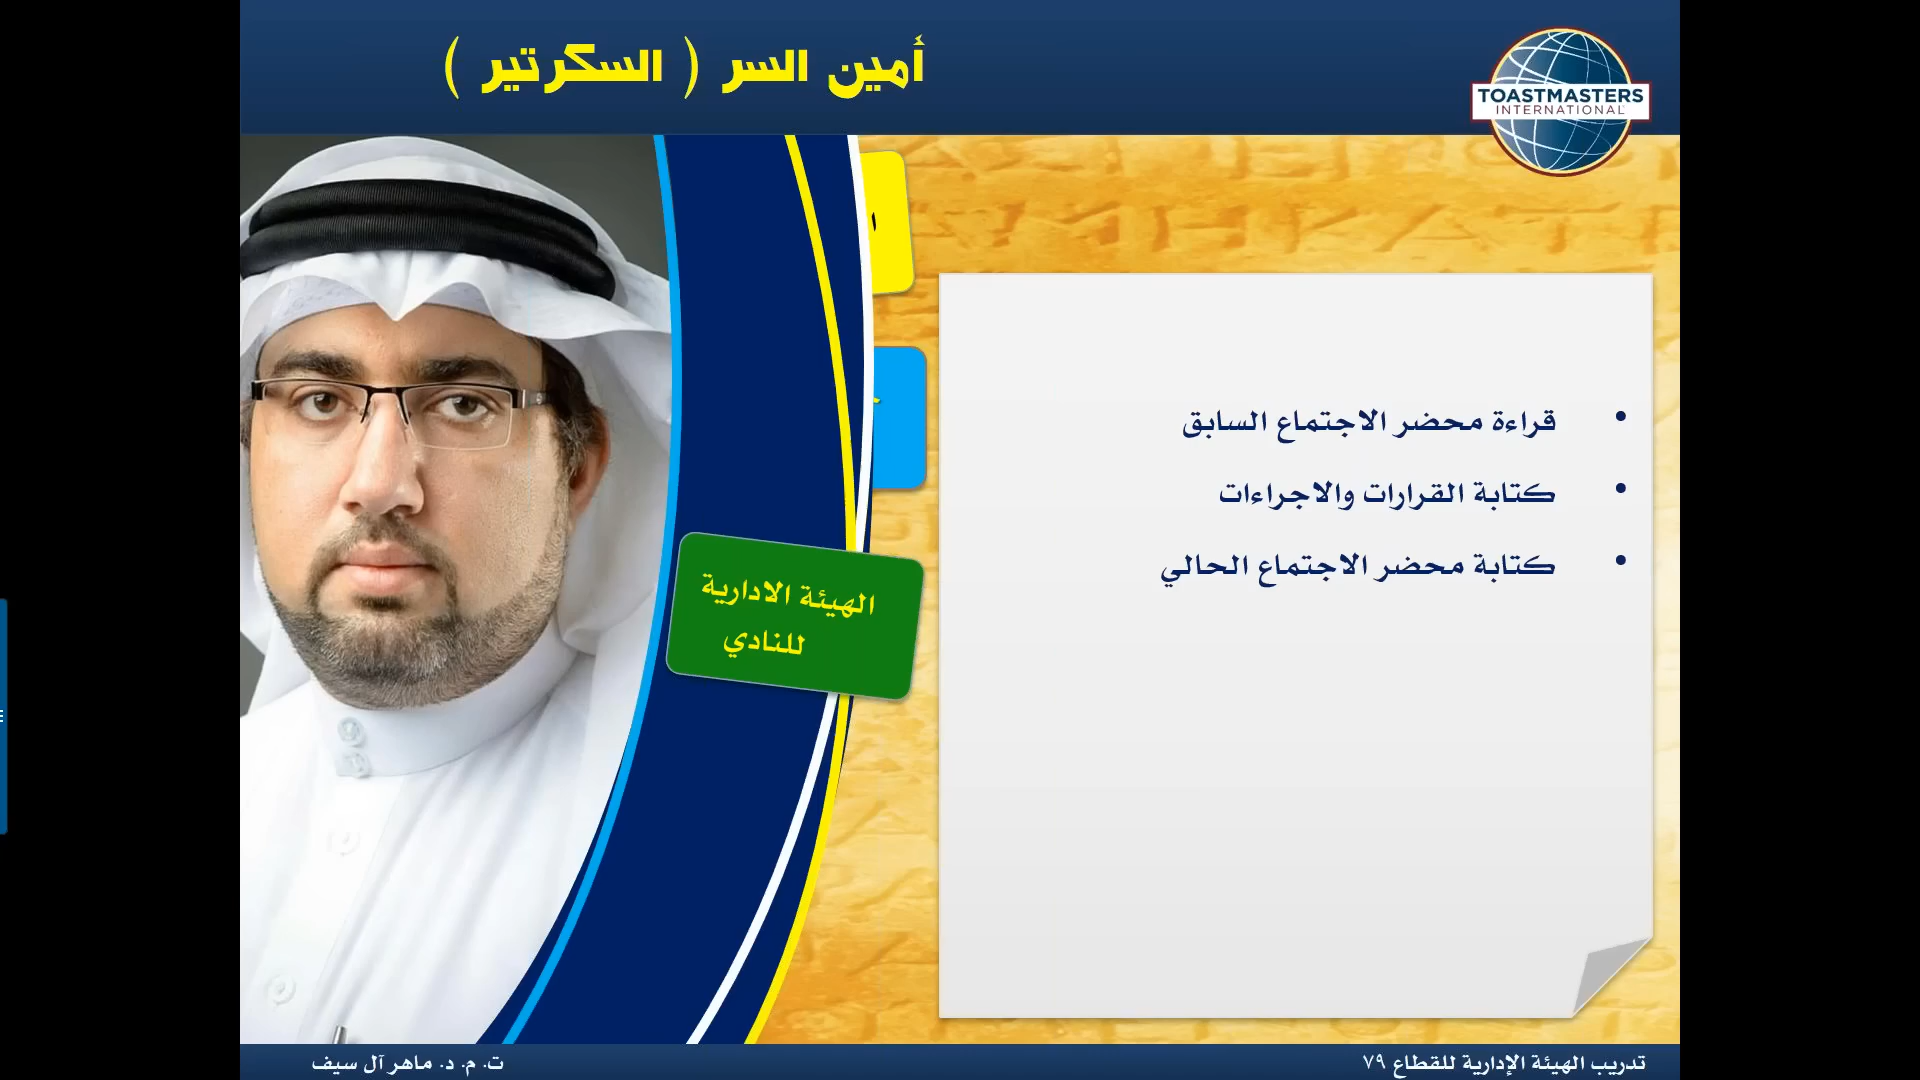 أمين السر ( السكرتير )
TOASTMASTERS
INTERNATIONAL
• قراءة محضر الاجتماع السابق
• كتابة القرارات والاجراءات
• كتابة محضر الاجتماع الحالي
الهيئة الادارية
للنادي
تدريب الهيئة الإدارية للقطاع ٧٩
ت. م. د. ماهر آل سيف